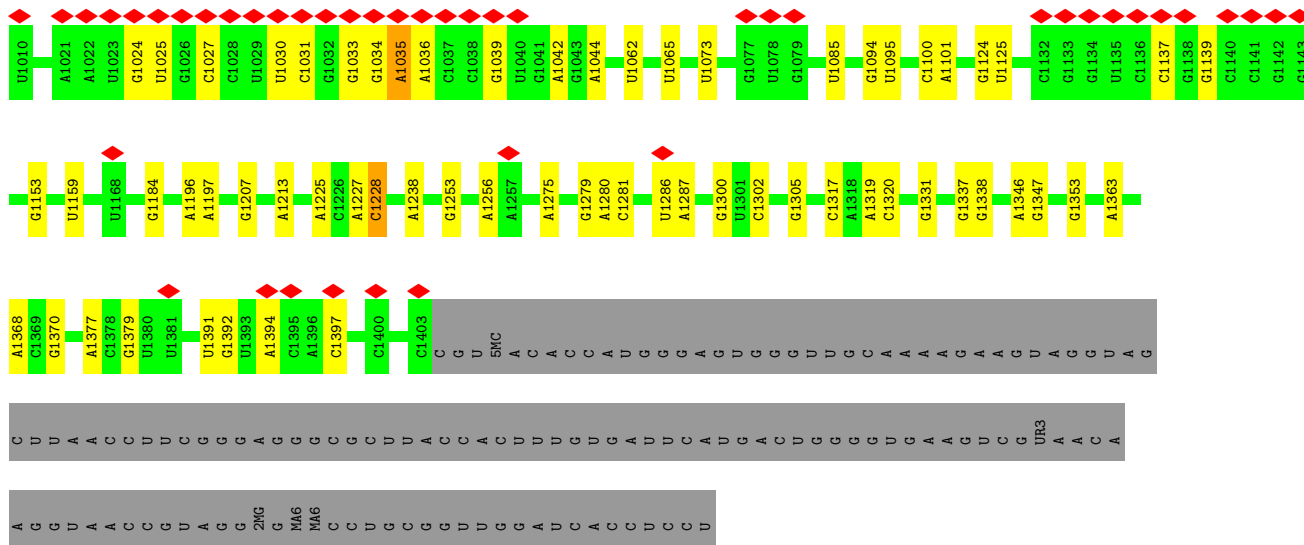 U1010 A1021 A1022 U1023 G1024 U1025 G1026 C1027 C1028 U1029 U1030 C1031 G1032 G1033 G1034 A1035 A1036 C1037 C1038 G1039 U1040 G1041 A1042 G1043 A1044 U1062 U1065 U1073 G1077 U1078 G1079 U1085 G1094 U1095 C1100 A1101 G1124 U1125 C1132 G1133 G1134 U1135 C1136 C1137 G1138 G1139 C1140 C1141 G1142 G1143
G1153 U1159 U1168 G1184 A1196 A1197 G1207 A1213 A1225 C1226 A1227 C1228 A1238 G1253 A1256 A1257 A1275 G1279 A1280 C1281 U1286 A1287 G1300 U1301 C1302 G1305 C1317 A1318 A1319 C1320 G1331 G1337 G1338 A1346 G1347 G1353 A1363
A1368 C1369 G1370 A1377 C1378 G1379 U1380 U1381 U1391 G1392 U1393 A1394 C1395 A1396 C1397 C1400 C1403 C G U 5MC A C A C C A U G G G A G U G G G U U G C A A A A G A A G U A G G U A G
C U U A A C C U U C G G G A G G G C G C U U A C C A C U U U G U G A U U C A U G A C U G G G G U G A A G U C G UR3 A A C A
A G G U A A C C G U A G G 2MG G MA6 MA6 C C U G C G G U U G G A U C A C C U C C U